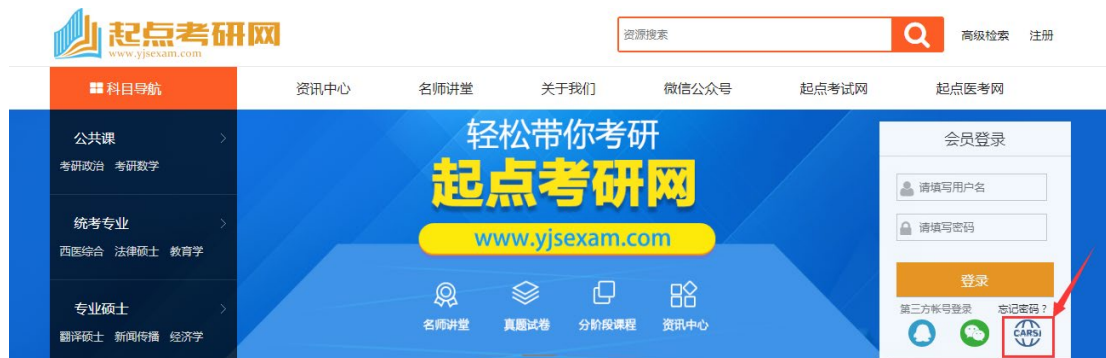 起点考研网
www.yjsexam.com
资源搜索
高级检索 注册
科目导航 资讯中心 名师讲堂 关于我们 微信公众号 起点考试网 起点医考网
公共课
考研政治 考研数学
统考专业
西医综合 法律硕士 教育学
专业硕士
翻译硕士 新闻传播 经济学
轻松带你考研
起点考研网
www.yjsexam.com
名师讲堂 真题试卷 分阶段课程 资讯中心
会员登录
请填写用户名
请填写密码
登录
第三方帐号登录 忘记密码？
CARSI